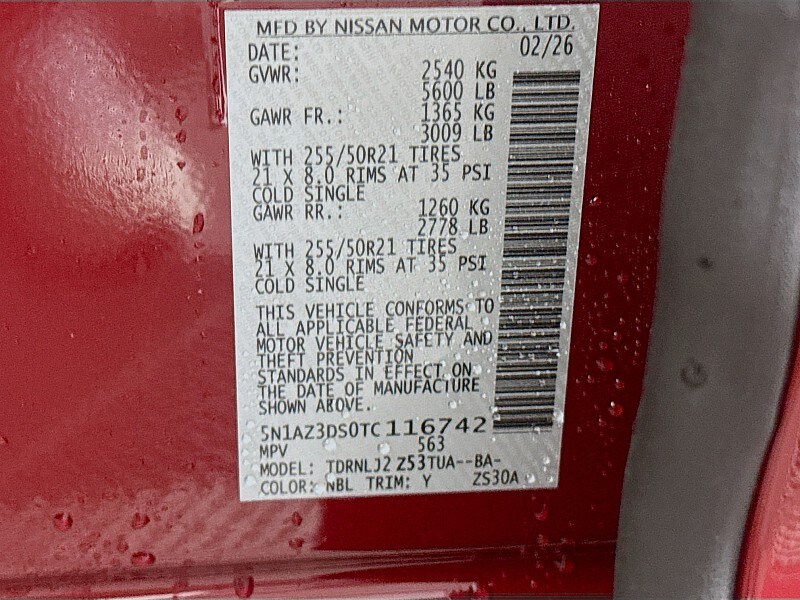 MFD BY NISSAN MOTOR CO., LTD.
DATE: 02/26
GVWR: 2540 KG
5600 LB
GAWR FR.: 1365 KG
3009 LB
WITH 255/50R21 TIRES
21 X 8.0 RIMS AT 35 PSI
COLD SINGLE
GAWR RR.: 1260 KG
2778 LB
WITH 255/50R21 TIRES
21 X 8.0 RIMS AT 35 PSI
COLD SINGLE
THIS VEHICLE CONFORMS TO
ALL APPLICABLE FEDERAL
MOTOR VEHICLE SAFETY AND
THEFT PREVENTION
STANDARDS IN EFFECT ON
THE DATE OF MANUFACTURE
SHOWN ABOVE.
5N1AZ3DS0TC116742
MPV 563
MODEL: TDRNLJ2 Z53TUA--BA-
COLOR: NBL TRIM: Y ZS30A